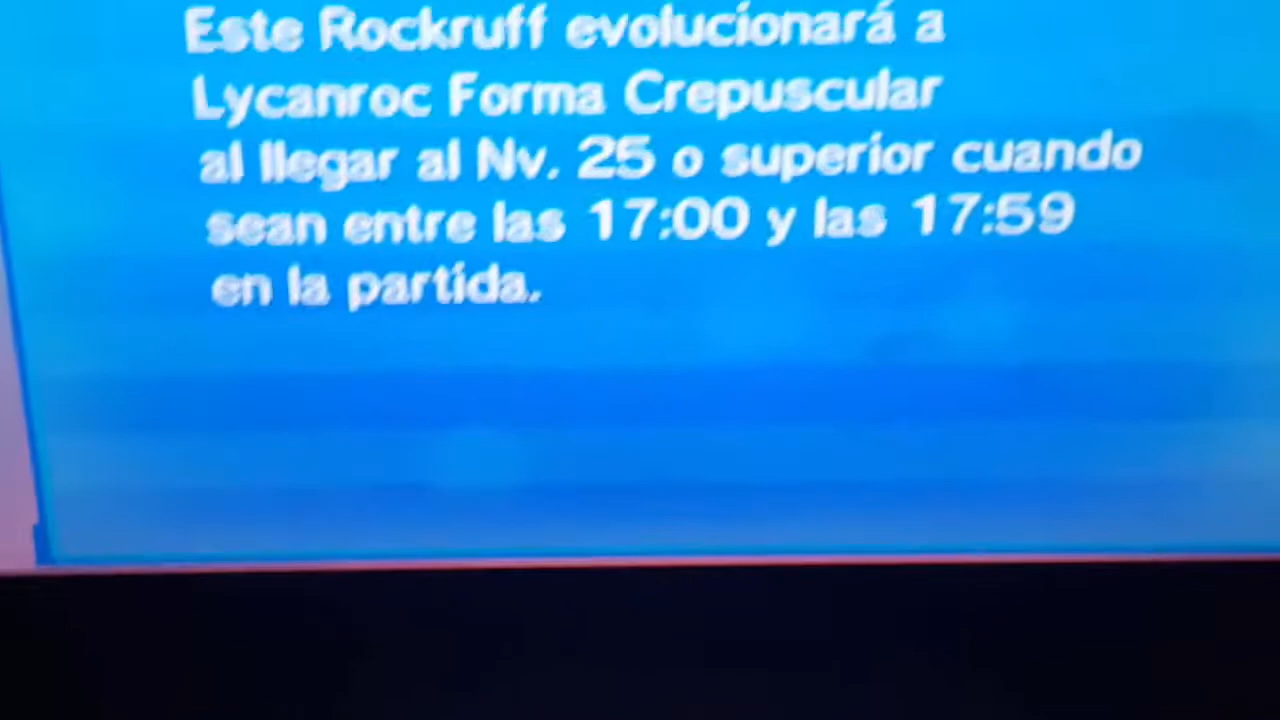 Este Rockruff evolucionará a
Lycanroc Forma Crepuscular
al llegar al Nv. 25 o superior cuando
sean entre las 17:00 y las 17:59
en la partida.